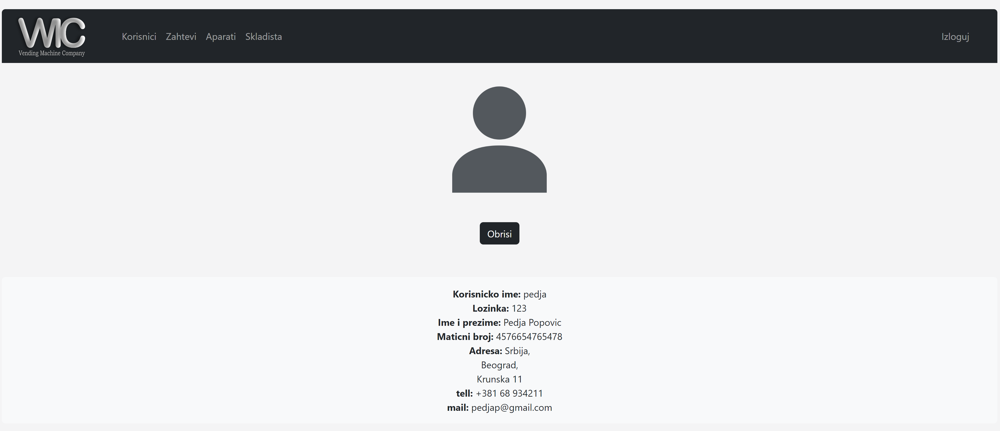 WIC
Vending Machine Company
Korisnici Zahtevi Aparati Skladista Izloguj
Obrisi
Korisnicko ime: pedja
Lozinka: 123
Ime i prezime: Pedja Popovic
Maticni broj: 4576654765478
Adresa: Srbija,
Beograd,
Krunska 11
tell: +381 68 934211
mail: pedjap@gmail.com